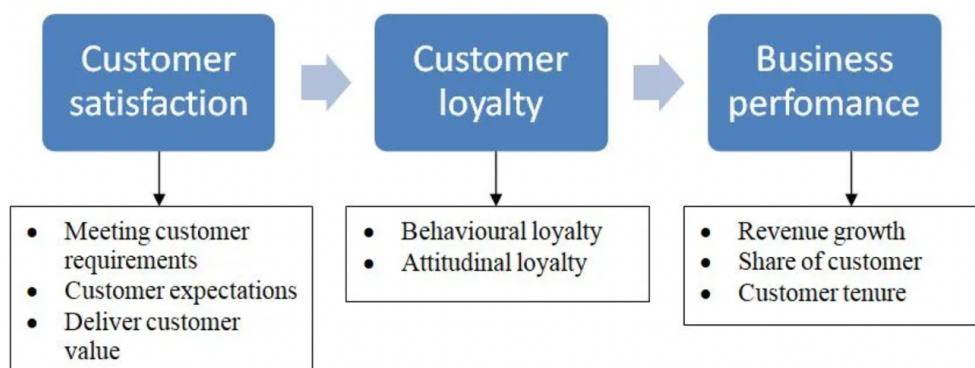 Customer
satisfaction
Customer
loyalty
Business
perfomance
• Meeting customer
requirements
• Customer expectations
• Deliver customer
value
• Behavioural loyalty
• Attitudinal loyalty
• Revenue growth
• Share of customer
• Customer tenure